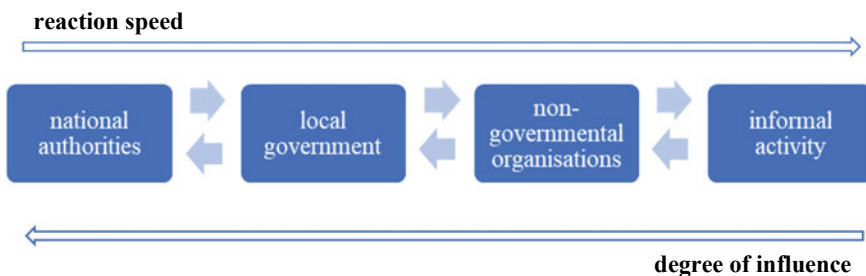 reaction speed
national
authorities
local
government
non-
governmental
organisations
informal
activity
degree of influence